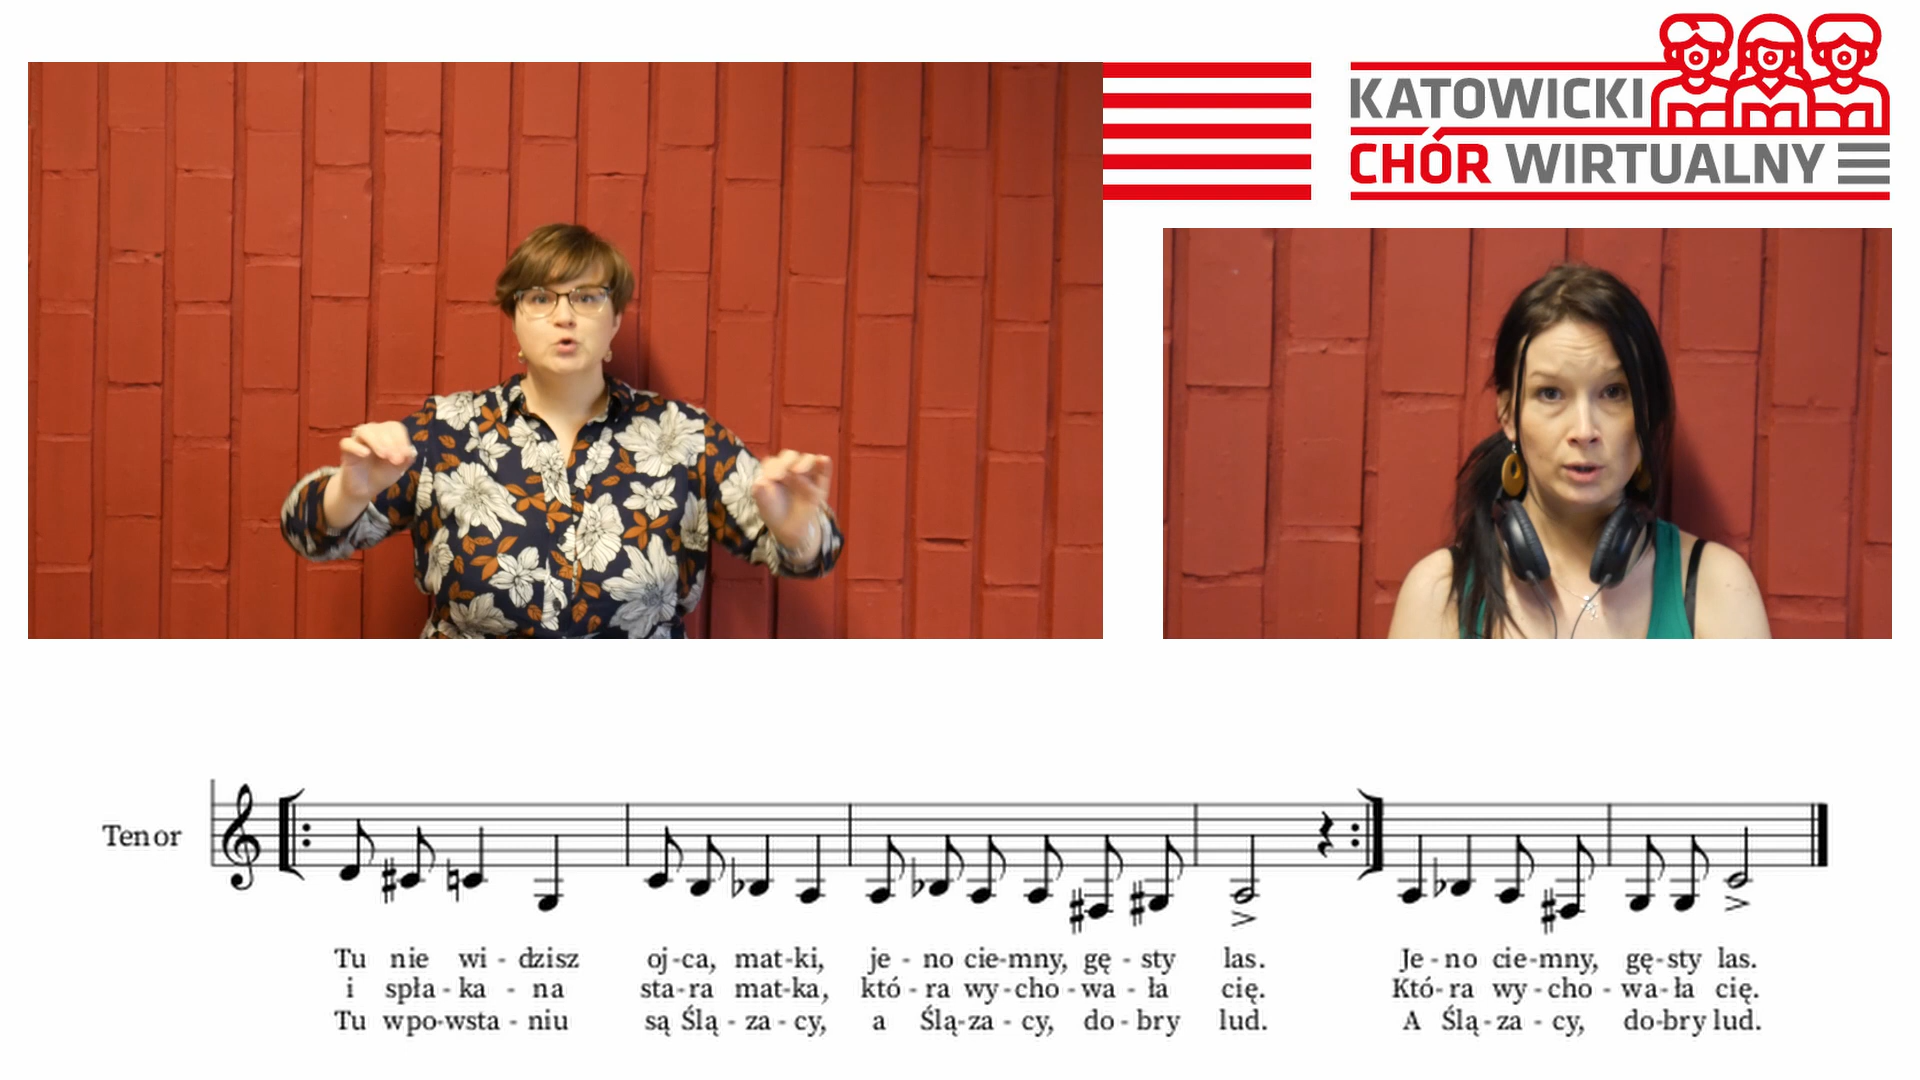 KATOWICKI
CHÓR WIRTUALNY
Tenor
Tu nie wi - dzisz oj-ca, mat-ki, je - no cie-mny, gę - sty las. Je-no cie-mny, gę-sty las.
i spła - ka - na sta-ra mat-ka, któ - ra wy-cho-wa - ła cię. Któ-ra wy-cho - wa-ła cię.
Tu wpo-wsta - niu są Ślą - za - cy, a Ślą-za - cy, do - bry lud. A Ślą-za - cy, do-bry lud.